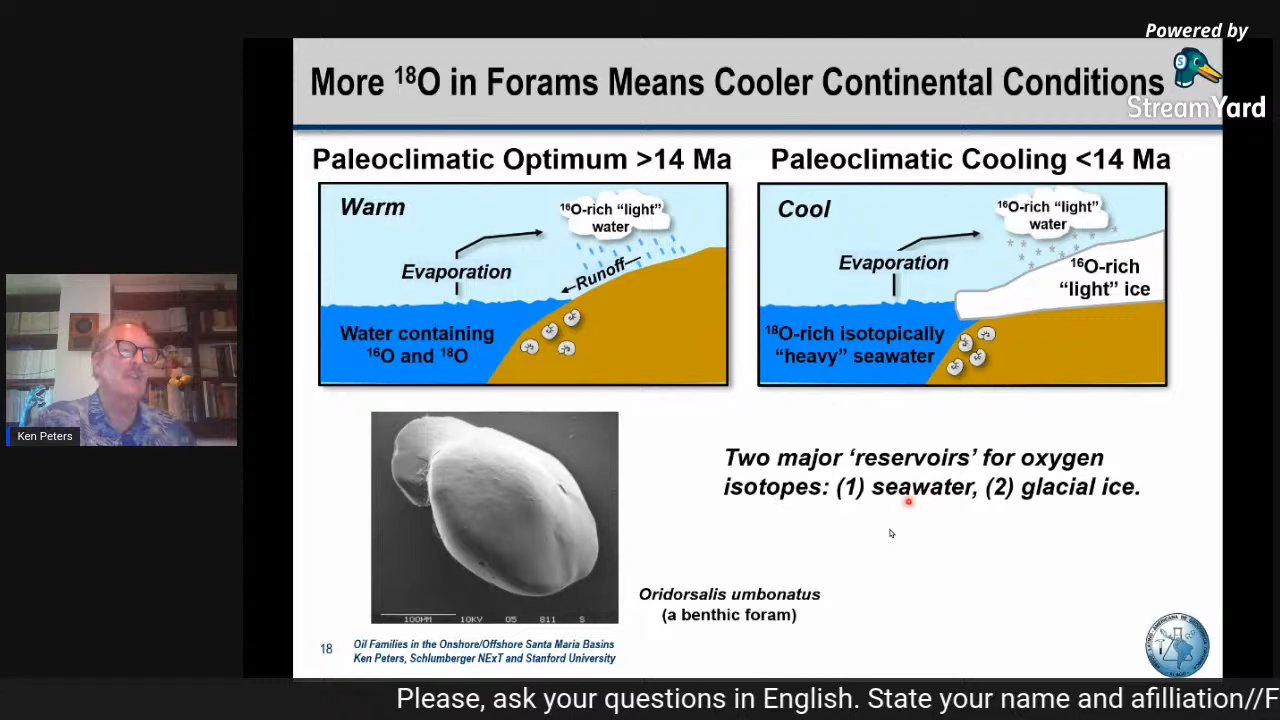 Powered by
StreamYard
More ¹⁸O in Forams Means Cooler Continental Conditions
Paleoclimatic Optimum >14 Ma
Warm
¹⁶O-rich “light”
water
Evaporation
←Runoff—
Water containing
¹⁶O and ¹⁸O
Paleoclimatic Cooling <14 Ma
Cool
¹⁶O-rich “light”
water
Evaporation
¹⁶O-rich
“light” ice
¹⁸O-rich isotopically
“heavy” seawater
Ken Peters
Two major ‘reservoirs’ for oxygen
isotopes: (1) seawater, (2) glacial ice.
100PM 10KV 05 811 S
Oridorsalis umbonatus
(a benthic foram)
18
Oil Families in the Onshore/Offshore Santa Maria Basins
Ken Peters, Schlumberger NExT and Stanford University
Please, ask your questions in English. State your name and afilliation//F